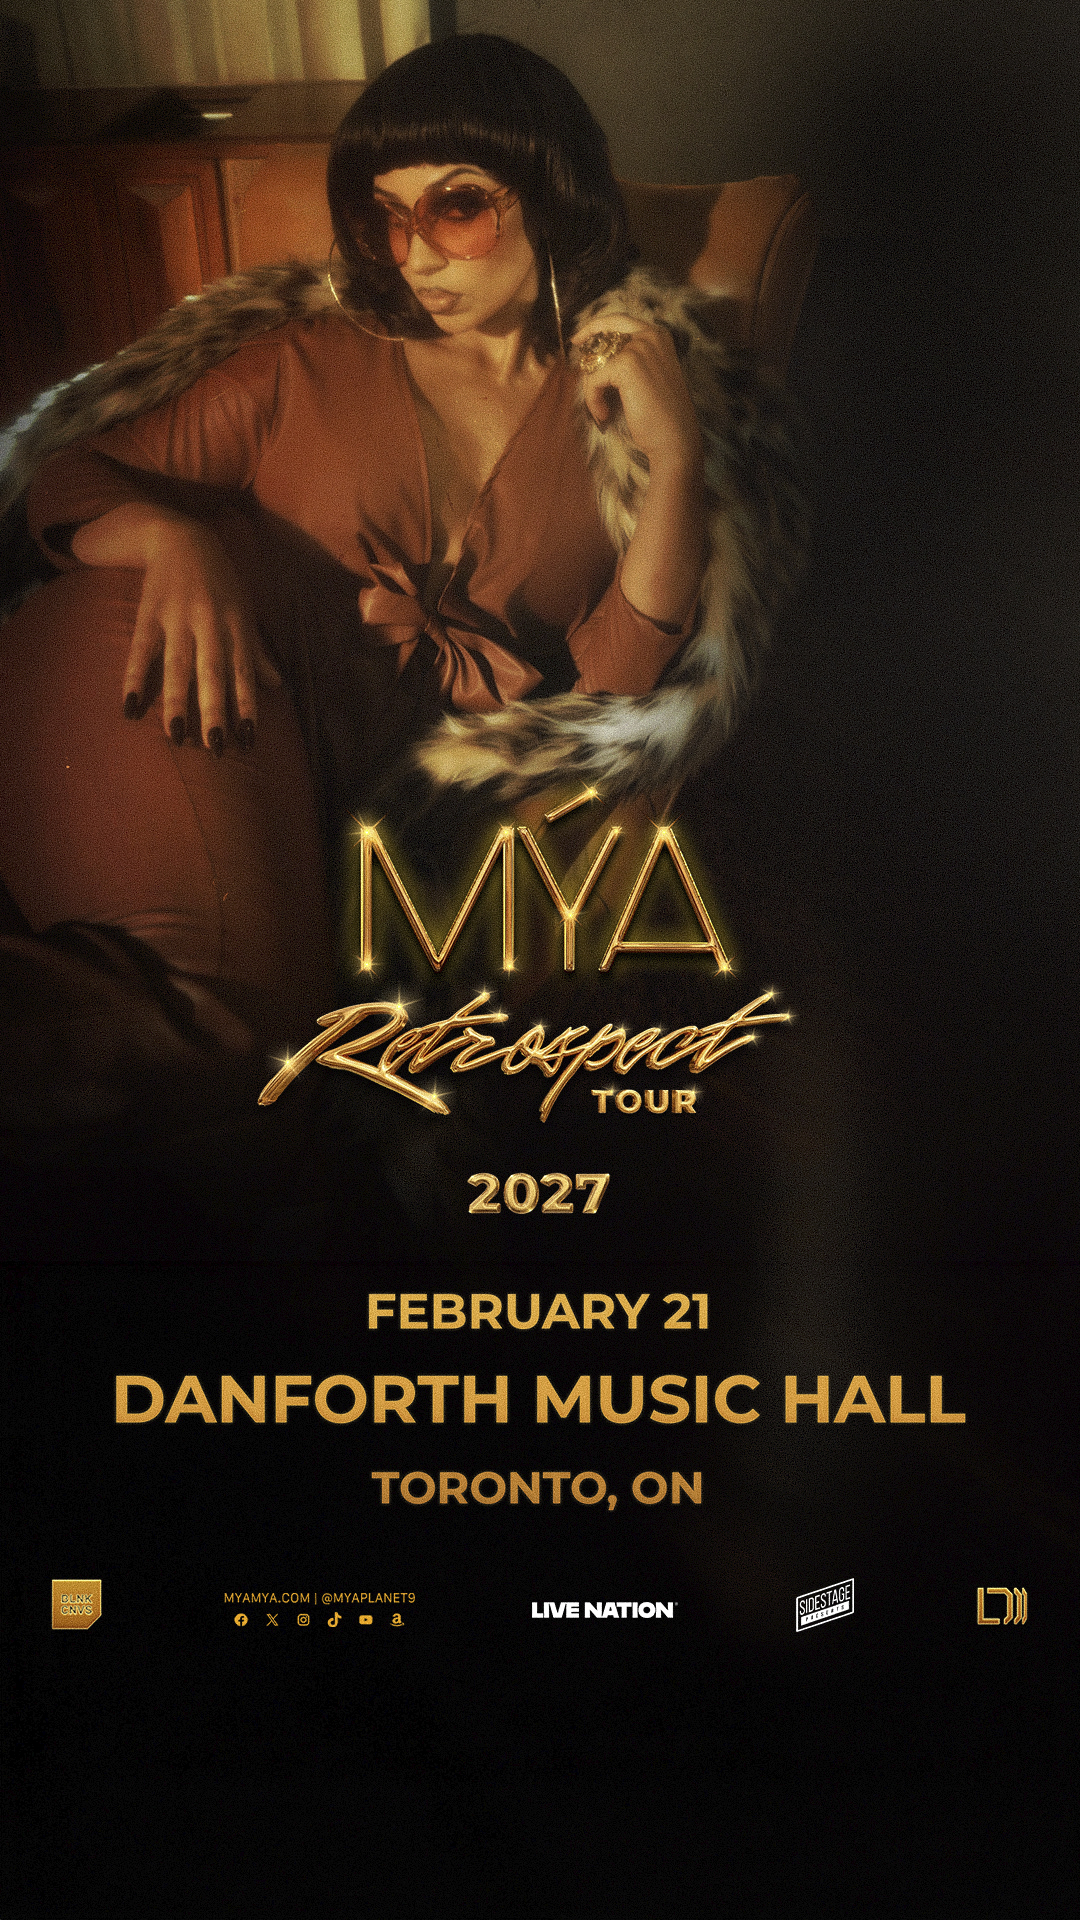 MÝA
Retrospect
TOUR
2027
FEBRUARY 21
DANFORTH MUSIC HALL
TORONTO, ON
DLNK
CNVS
MYAMYA.COM | @MYAPLANET9
LIVE NATION
SIDESTAGE
PRESENTS